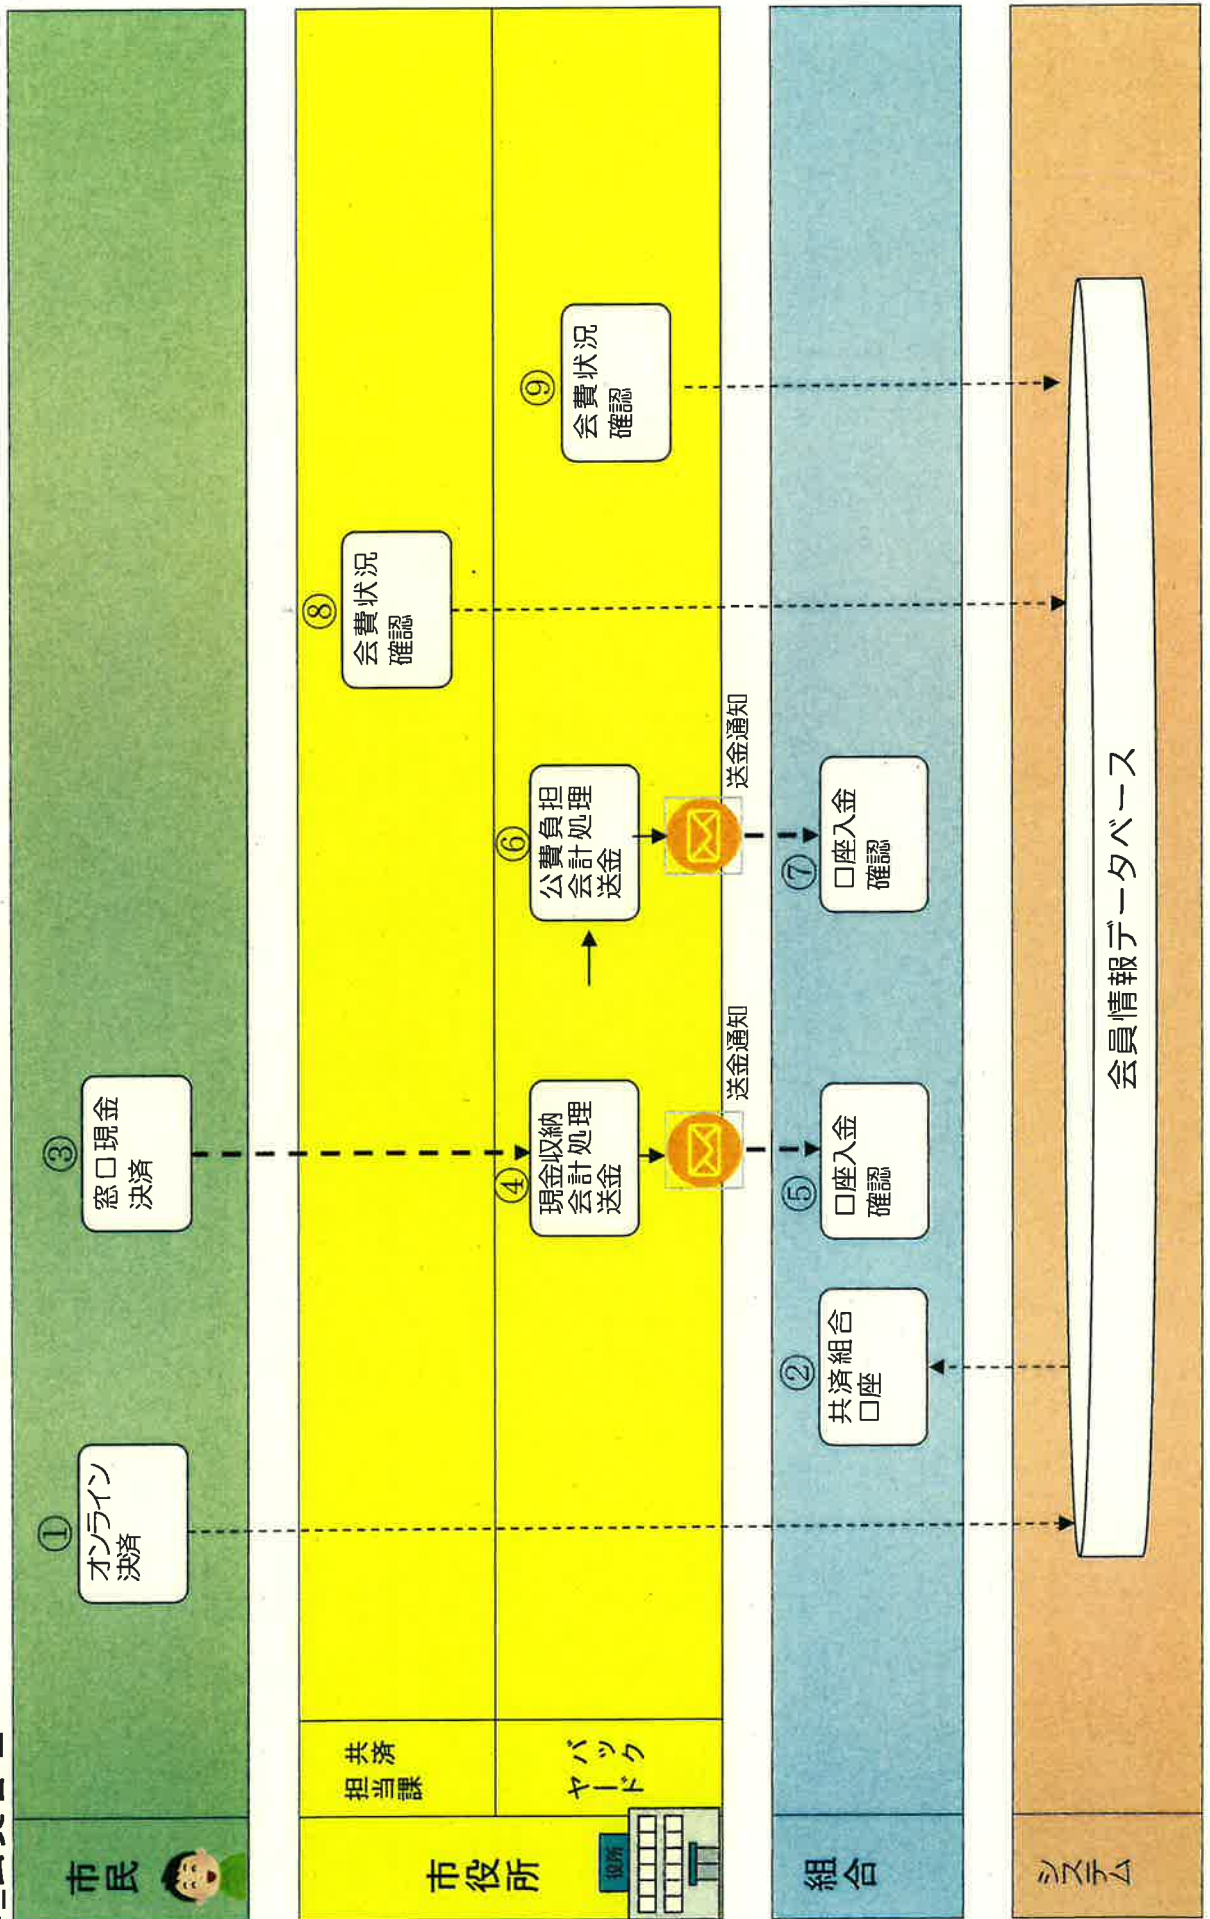 市民
①
オンライン
決済
③
窓口現金
決済
市役所
役所
共済
担当課
⑧
会費状況
確認
バック
ヤード
④
現金収納
会計処理
送金
送金通知
⑥
公費負担
会計処理
送金
送金通知
⑨
会費状況
確認
組合
②
共済組合
口座
⑤
口座入金
確認
⑦
口座入金
確認
システム
会員情報データベース